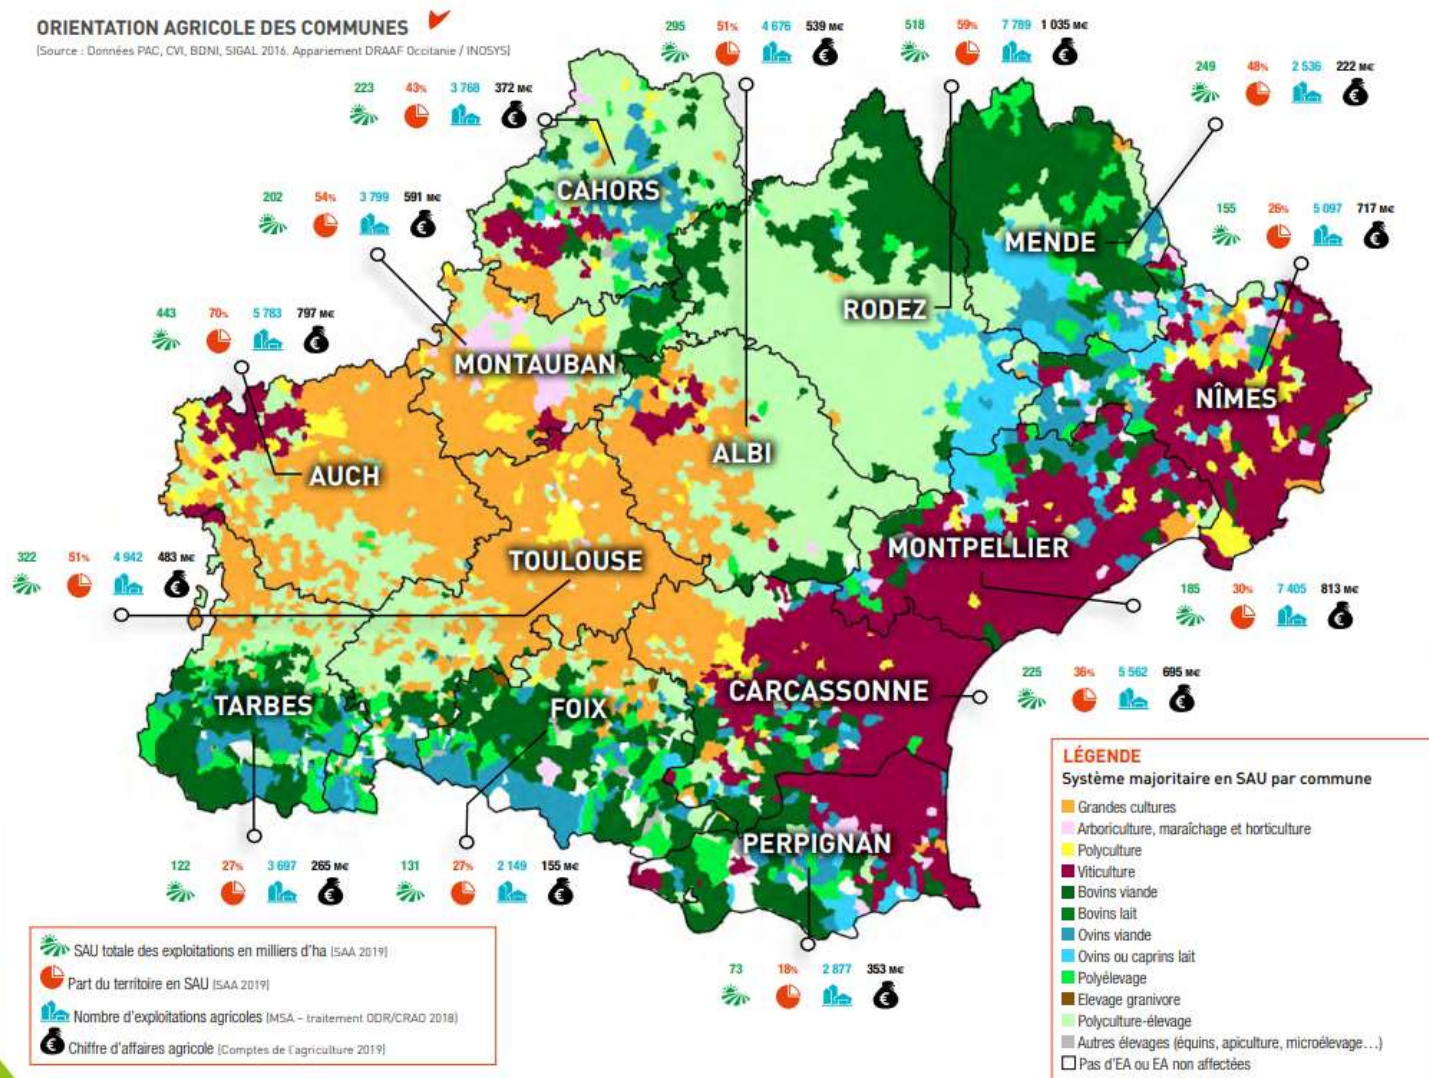 ORIENTATION AGRICOLE DES COMMUNES
(Source : Données PAC, CVI, BDNI, SIGAL 2016. Appariement DRAAF Occitanie / INOSYS)
295 51% 4 676 539 M€
518 59% 7 789 1 035 M€
249 48% 2 536 222 M€
223 43% 3 768 372 M€
202 54% 3 799 591 M€
155 26% 5 097 717 M€
443 70% 5 783 797 M€
322 51% 4 942 483 M€
185 30% 7 405 813 M€
225 36% 5 562 695 M€
122 27% 3 697 265 M€
131 27% 2 149 155 M€
73 18% 2 877 353 M€
CAHORS
MENDE
RODEZ
MONTAUBAN
NÎMES
ALBI
AUCH
MONTPELLIER
TOULOUSE
CARCASSONNE
TARBES
FOIX
PERPIGNAN
LÉGENDE
Système majoritaire en SAU par commune
Grandes cultures
Arboriculture, maraîchage et horticulture
Polyculture
Viticulture
Bovins viande
Bovins lait
Ovins viande
Ovins ou caprins lait
Polyélevage
Elevage granivore
Polyculture-élevage
Autres élevages (équins, apiculture, microélevage…)
Pas d'EA ou EA non affectées
SAU totale des exploitations en milliers d'ha (SAA 2019)
Part du territoire en SAU (SAA 2019)
Nombre d'exploitations agricoles (MSA – traitement ODR/CRAO 2018)
Chiffre d'affaires agricole (Comptes de l'agriculture 2019)